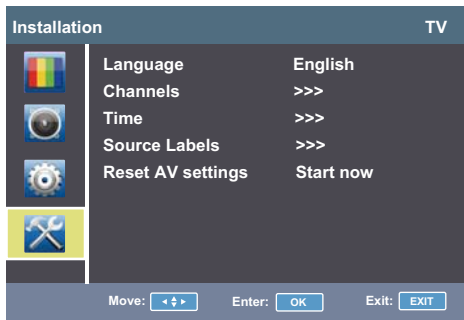 Installation TV
Language English
Channels >>>
Time >>>
Source Labels >>>
Reset AV settings Start now
Move: Enter: OK Exit: EXIT